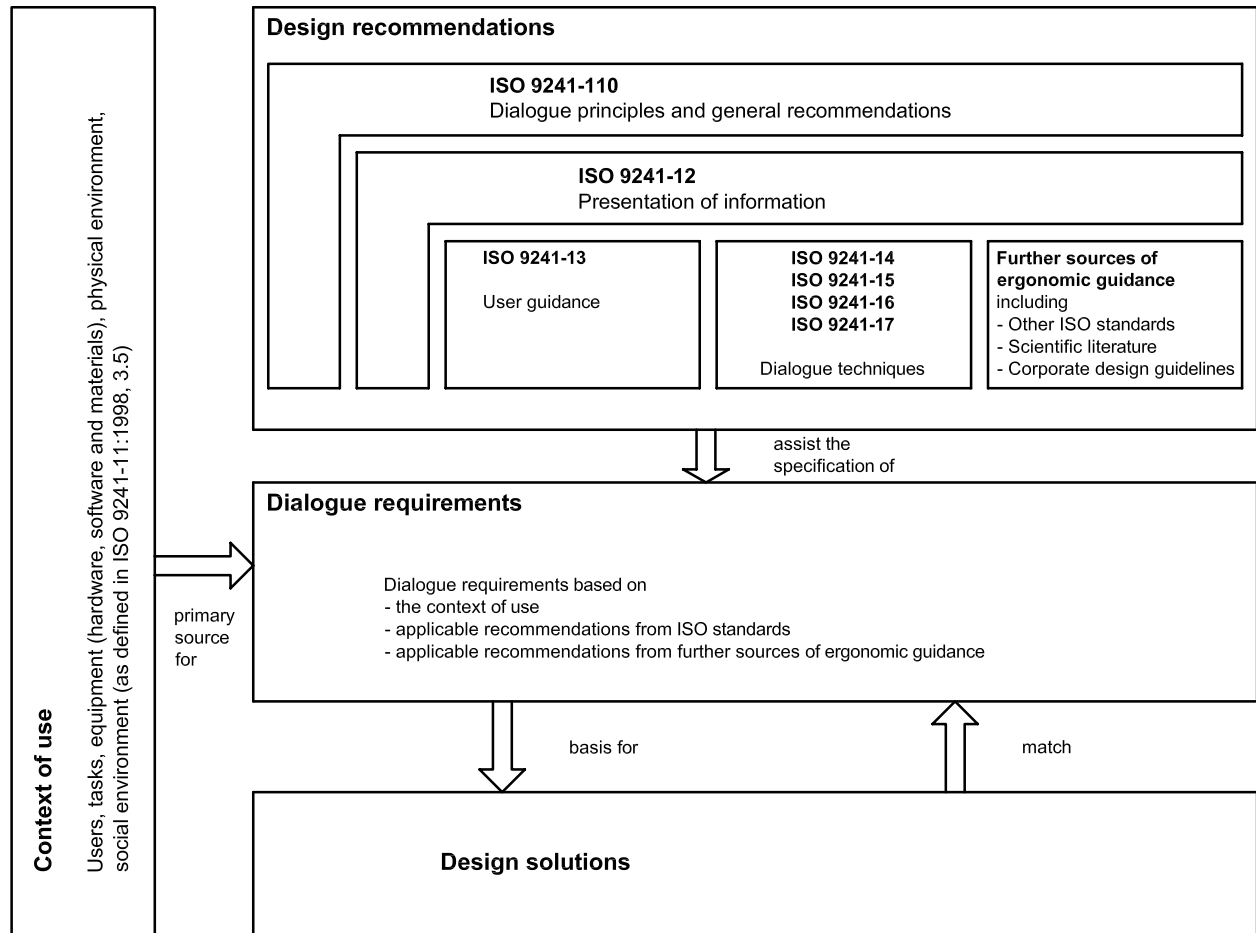 Context of use
Users, tasks, equipment (hardware, software and materials), physical environment,
social environment (as defined in ISO 9241-11:1998, 3.5)
Design recommendations
ISO 9241-110
Dialogue principles and general recommendations
ISO 9241-12
Presentation of information
ISO 9241-13
User guidance
ISO 9241-14
ISO 9241-15
ISO 9241-16
ISO 9241-17
Dialogue techniques
Further sources of
ergonomic guidance
including
- Other ISO standards
- Scientific literature
- Corporate design guidelines
assist the
specification of
primary
source
for
Dialogue requirements
Dialogue requirements based on
- the context of use
- applicable recommendations from ISO standards
- applicable recommendations from further sources of ergonomic guidance
basis for
match
Design solutions